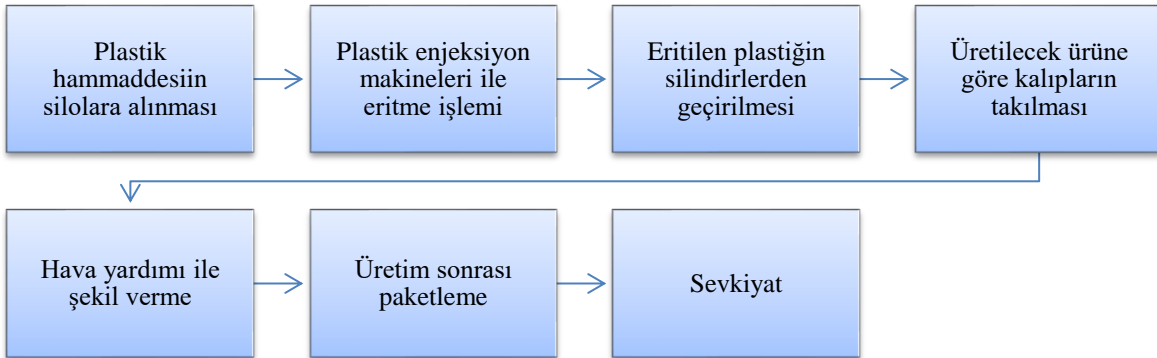 Plastik
hammaddesiin
silolara alınması
Plastik enjeksiyon
makineleri ile
eritme işlemi
Eritilen plastiğin
silindirlerden
geçirilmesi
Üretilecek ürüne
göre kalıpların
takılması
Hava yardımı ile
şekil verme
Üretim sonrası
paketleme
Sevkiyat